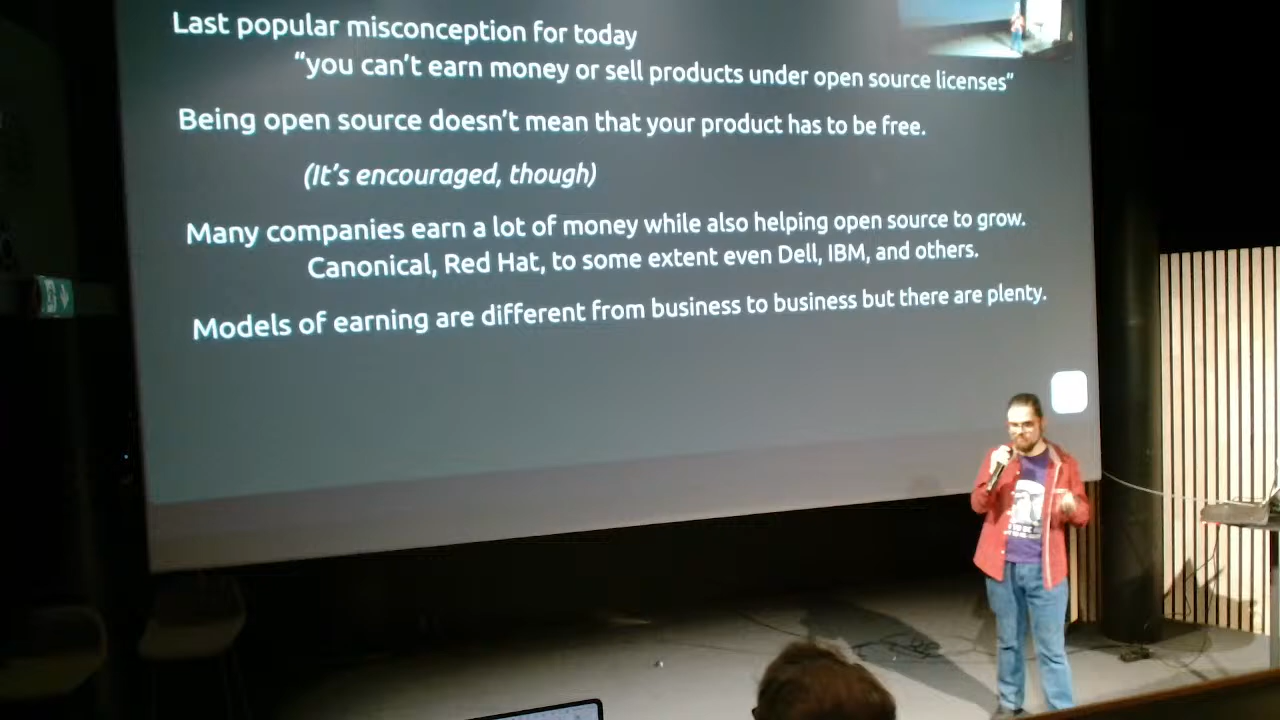 Last popular misconception for today
“you can’t earn money or sell products under open source licenses”
Being open source doesn’t mean that your product has to be free.
(It’s encouraged, though)
Many companies earn a lot of money while also helping open source to grow.
Canonical, Red Hat, to some extent even Dell, IBM, and others.
Models of earning are different from business to business but there are plenty.